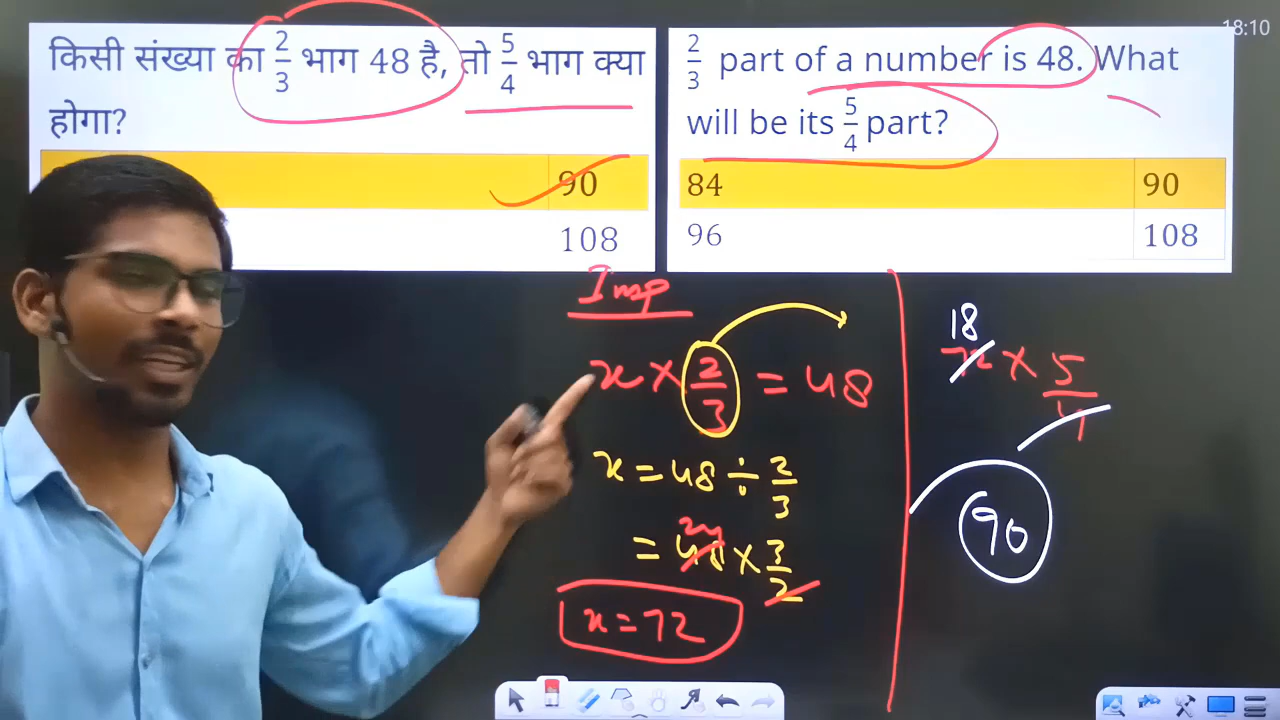 18:10
किसी संख्या का 2/3 भाग 48 है, तो 5/4 भाग क्या
होगा?
90
108
2/3 part of a number is 48. What
will be its 5/4 part?
84 90
96 108
Imp
x × 2/3 = 48
x = 48 ÷ 2/3
24
= 48 × 3/2
x = 72
18
72 × 5/4
90